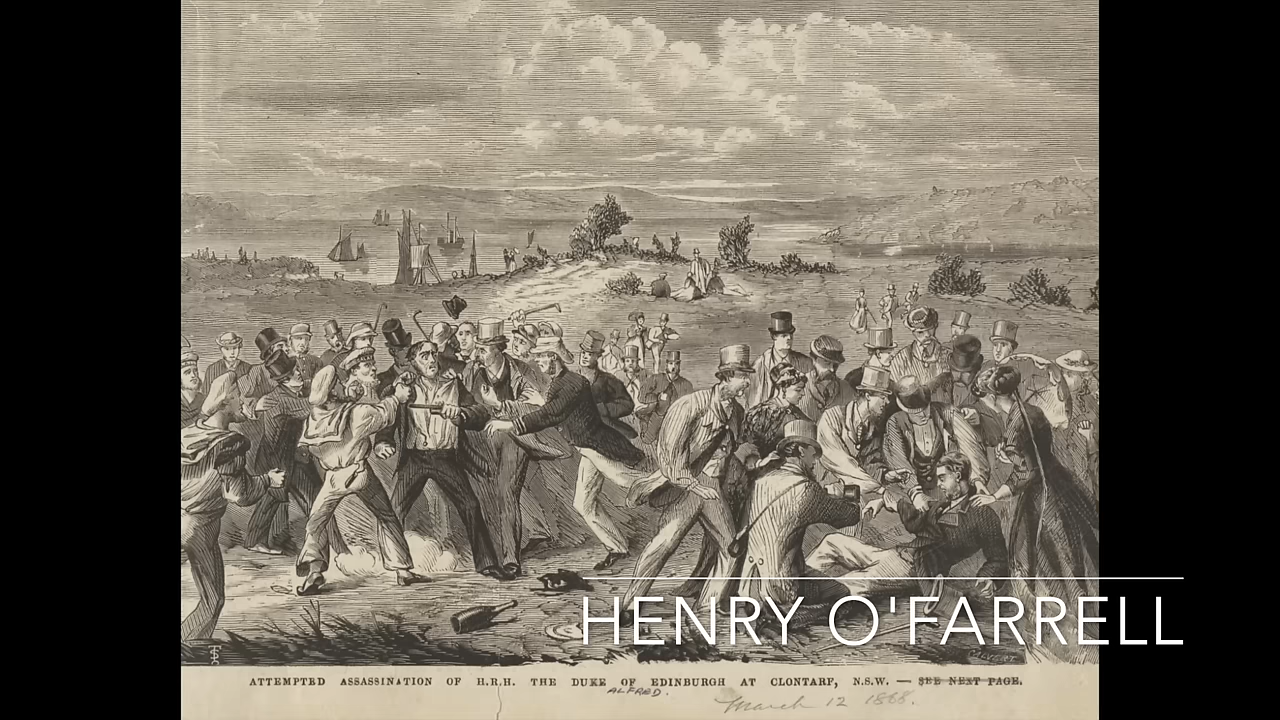 HENRY O'FARRELL
ATTEMPTED ASSASSINATION OF H.R.H. THE DUKE OF EDINBURGH AT CLONTARF, N.S.W. — SEE NEXT PAGE.
ALFRED.
March 12 1868.